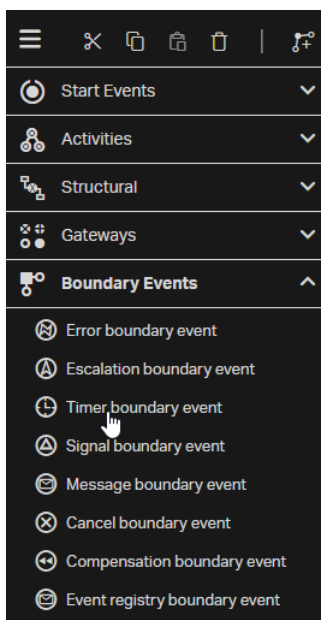 Start Events
Activities
Structural
Gateways
Boundary Events
Error boundary event
Escalation boundary event
Timer boundary event
Signal boundary event
Message boundary event
Cancel boundary event
Compensation boundary event
Event registry boundary event